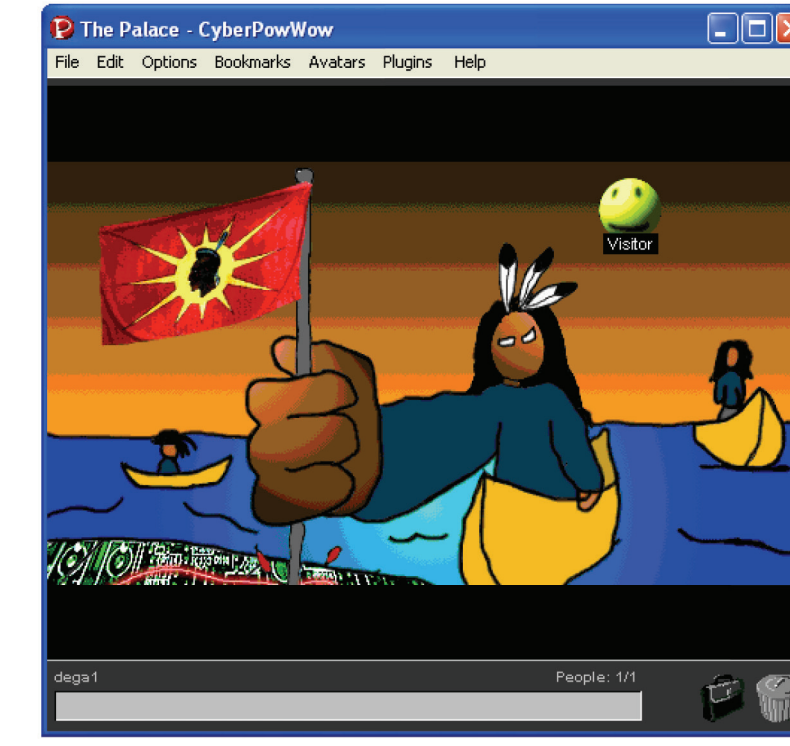 The Palace - CyberPowWow
File Edit Options Bookmarks Avatars Plugins Help
Visitor
dega1 People: 1/1